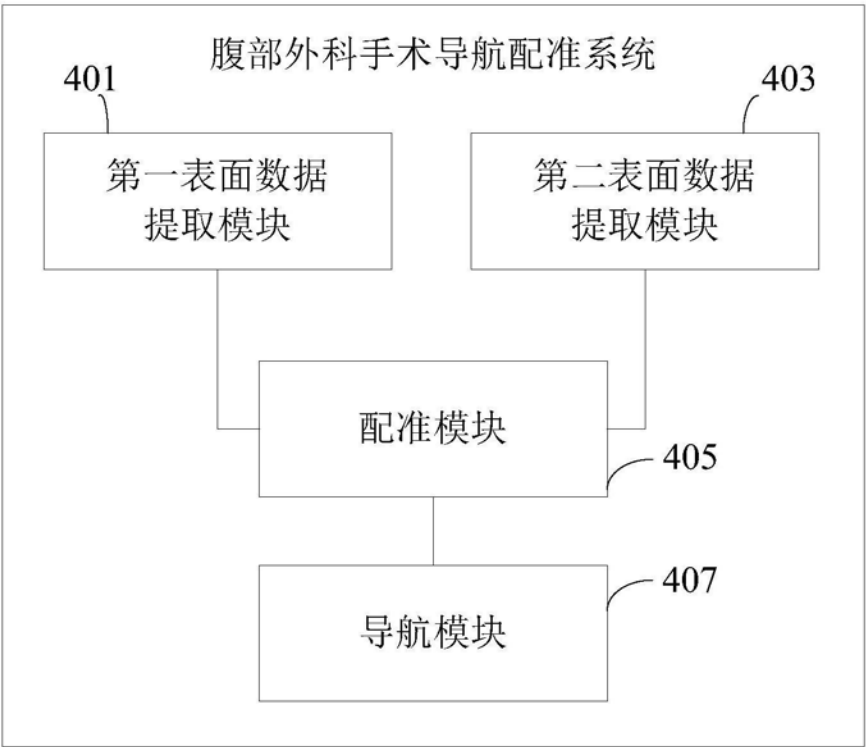 腹部外科手术导航配准系统
401
403
第一表面数据
提取模块
第二表面数据
提取模块
配准模块
405
导航模块
407